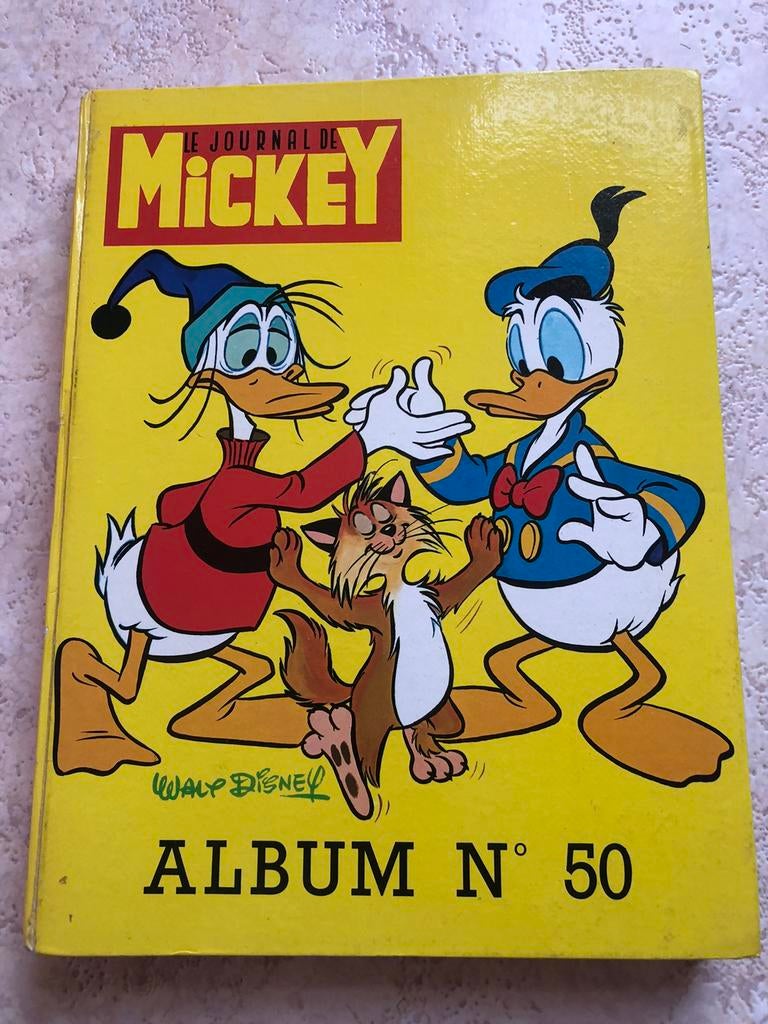 LE JOURNAL DE
MiCKEY
WALT DISNEY
ALBUM N° 50